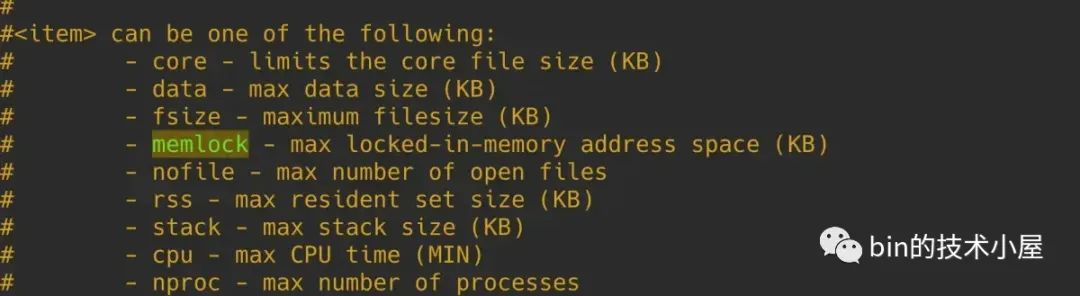 #
#<item> can be one of the following:
#        - core - limits the core file size (KB)
#        - data - max data size (KB)
#        - fsize - maximum filesize (KB)
#        - memlock - max locked-in-memory address space (KB)
#        - nofile - max number of open files
#        - rss - max resident set size (KB)
#        - stack - max stack size (KB)
#        - cpu - max CPU time (MIN)
#        - nproc - max number of processes
bin的技术小屋